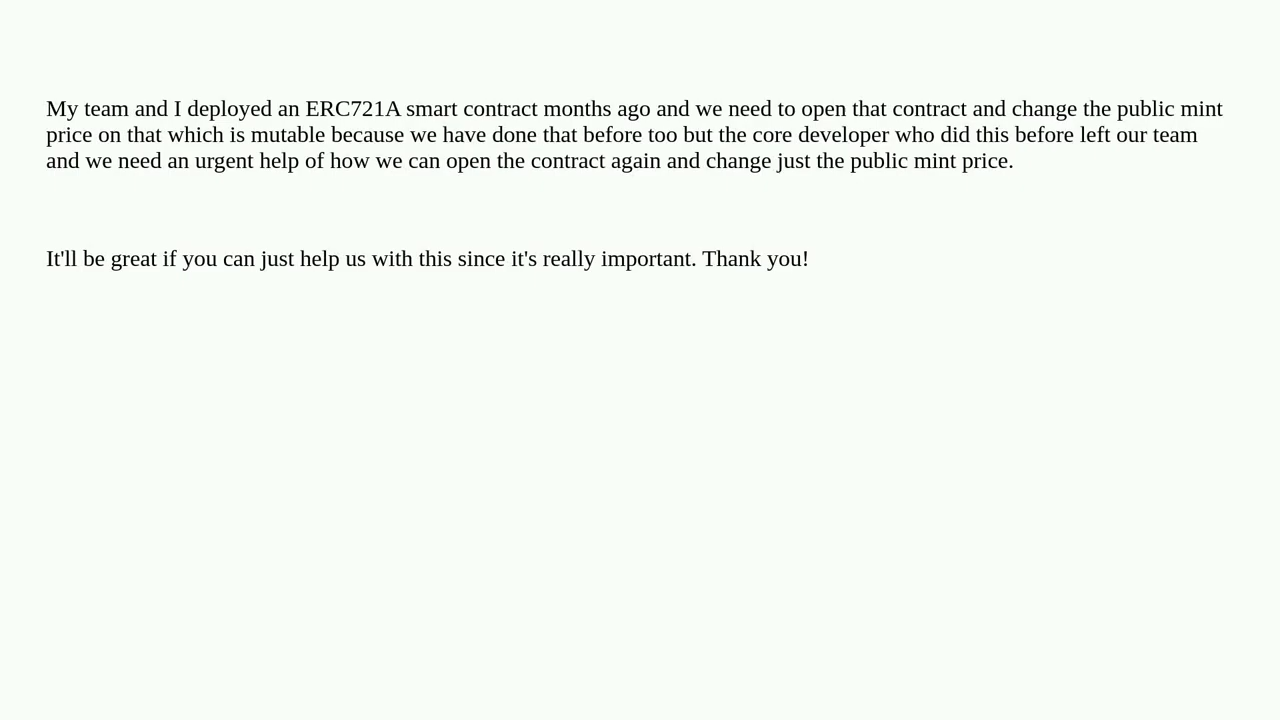 My team and I deployed an ERC721A smart contract months ago and we need to open that contract and change the public mint
price on that which is mutable because we have done that before too but the core developer who did this before left our team
and we need an urgent help of how we can open the contract again and change just the public mint price.
It'll be great if you can just help us with this since it's really important. Thank you!